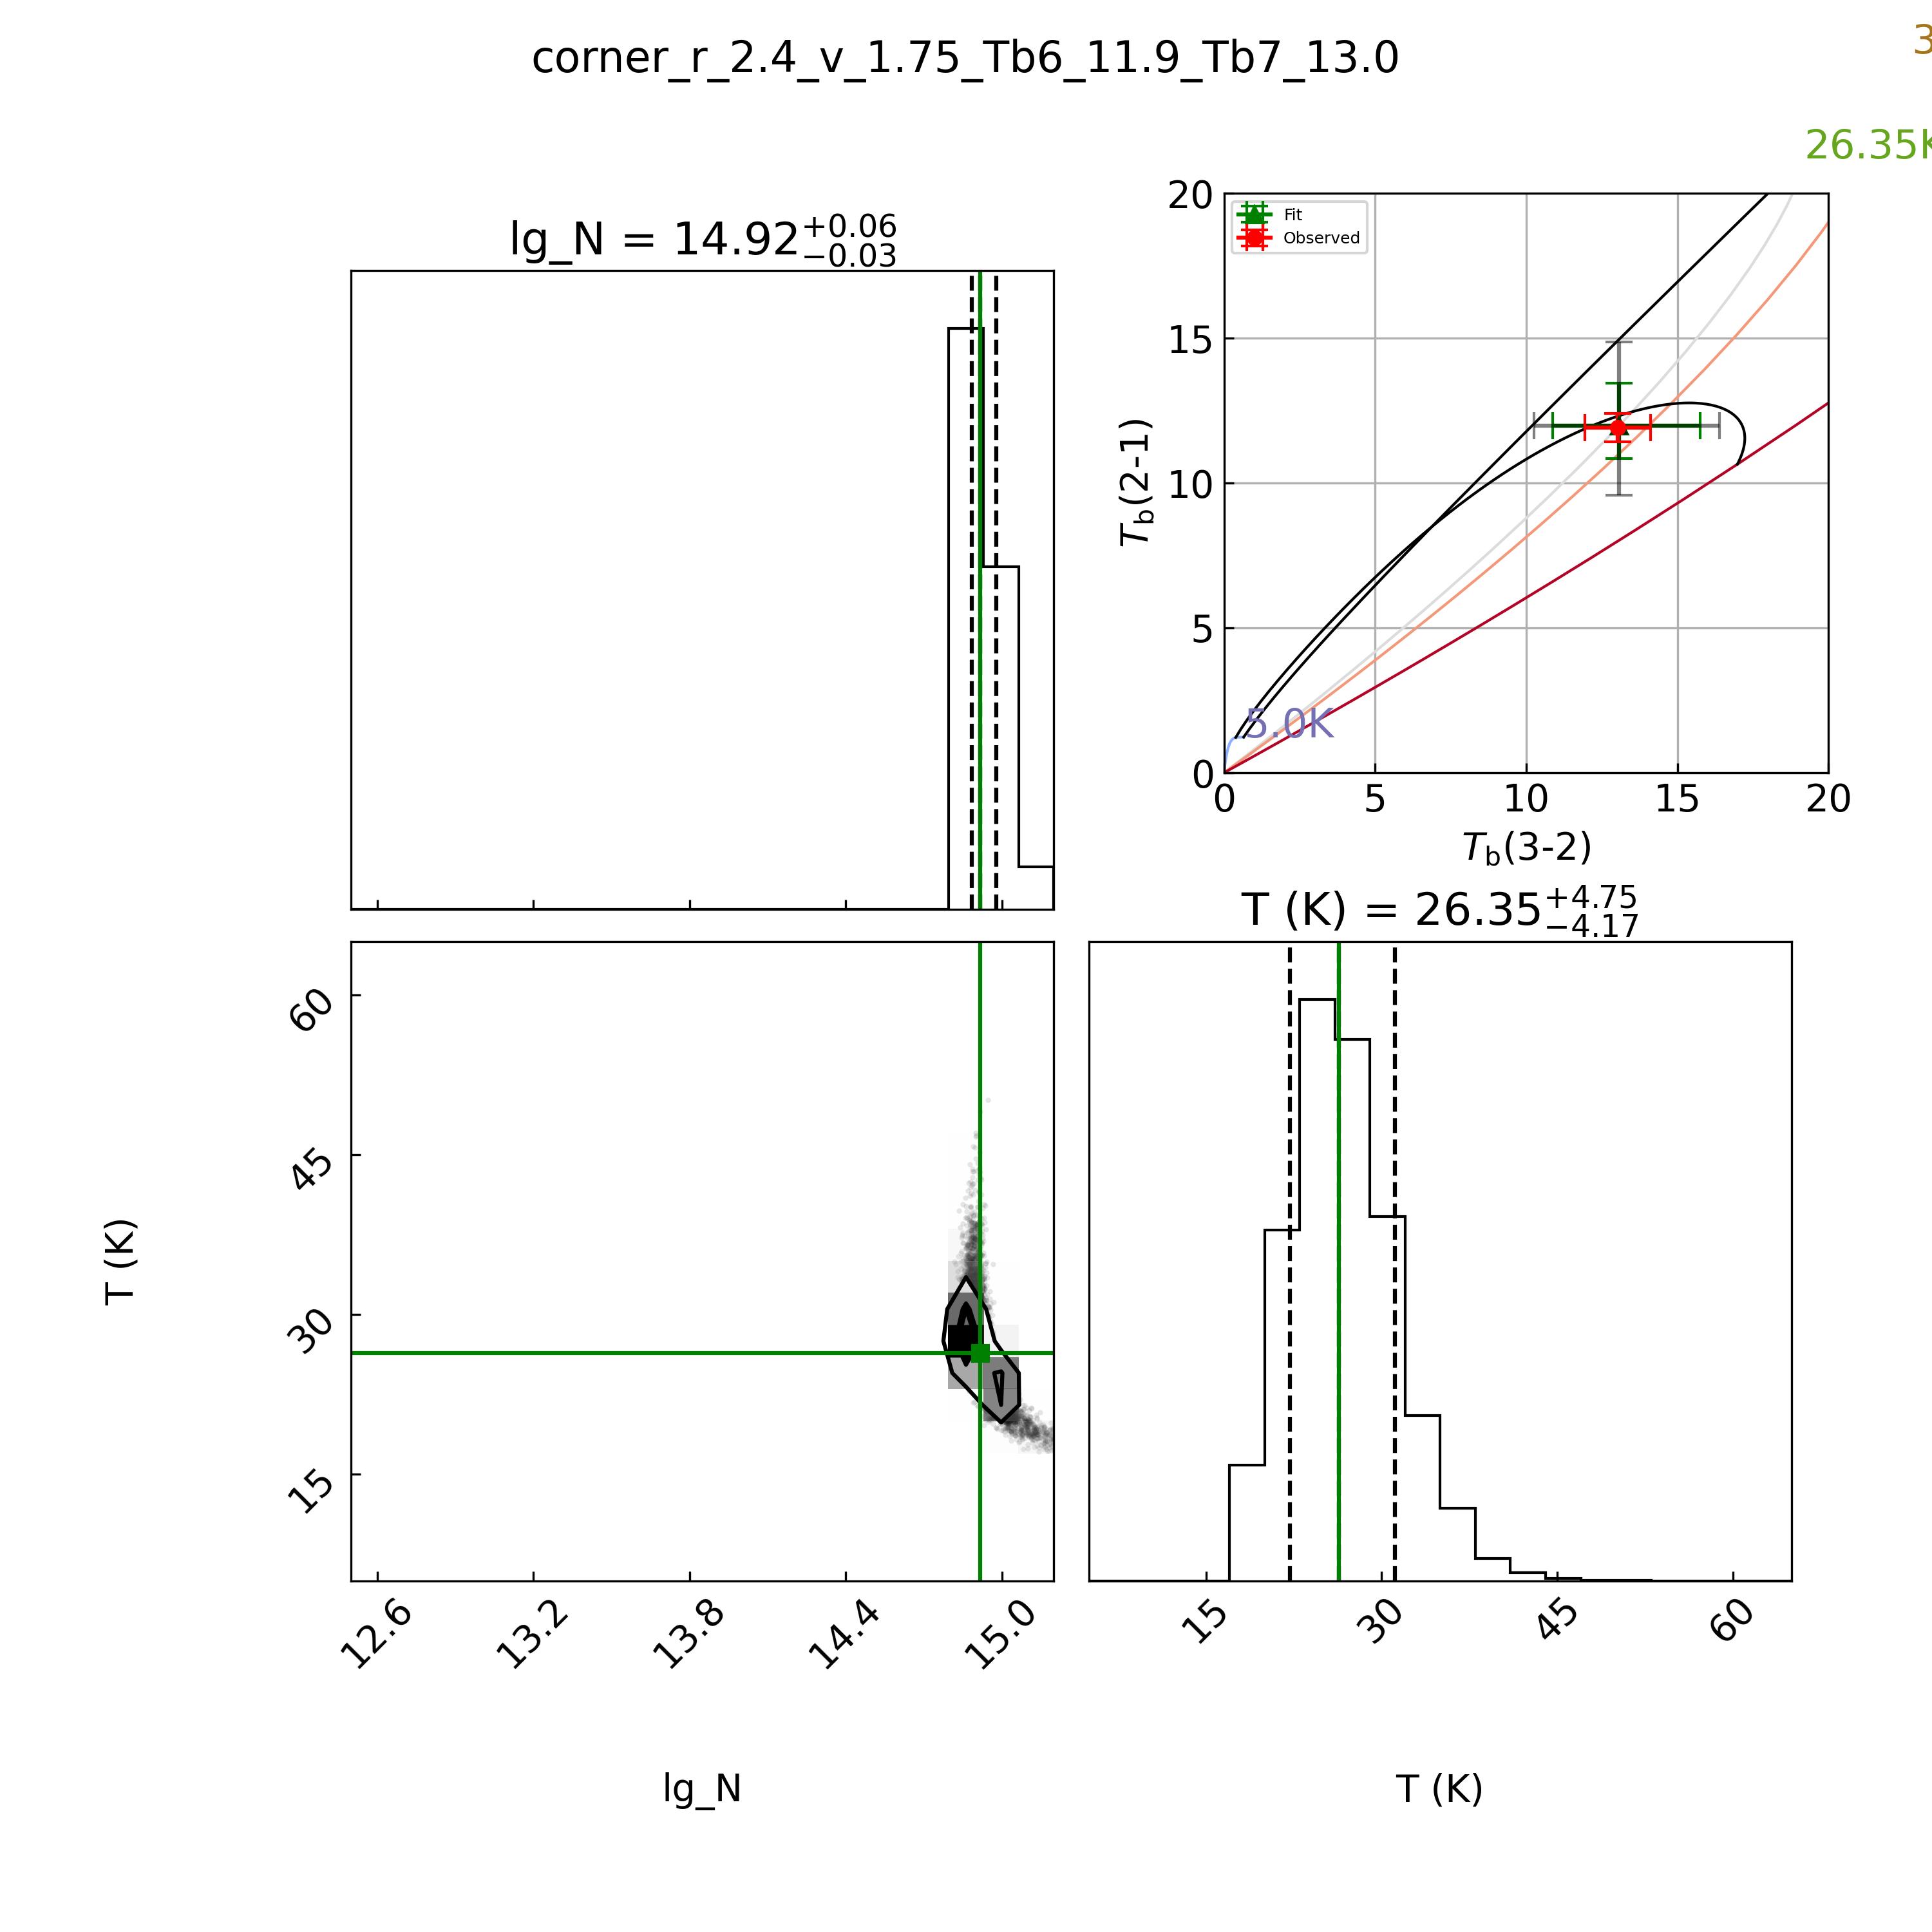 corner_r_2.4_v_1.75_Tb6_11.9_Tb7_13.0
3
26.35K
lg_N = 14.92+0.06−0.03
20
15
10
5
0
Fit
Observed
5.0K
0 5 10 15 20
Tb(2-1)
Tb(3-2)
T (K) = 26.35+4.75−4.17
60
45
30
15
T (K)
12.6 13.2 13.8 14.4 15.0
15 30 45 60
lg_N
T (K)